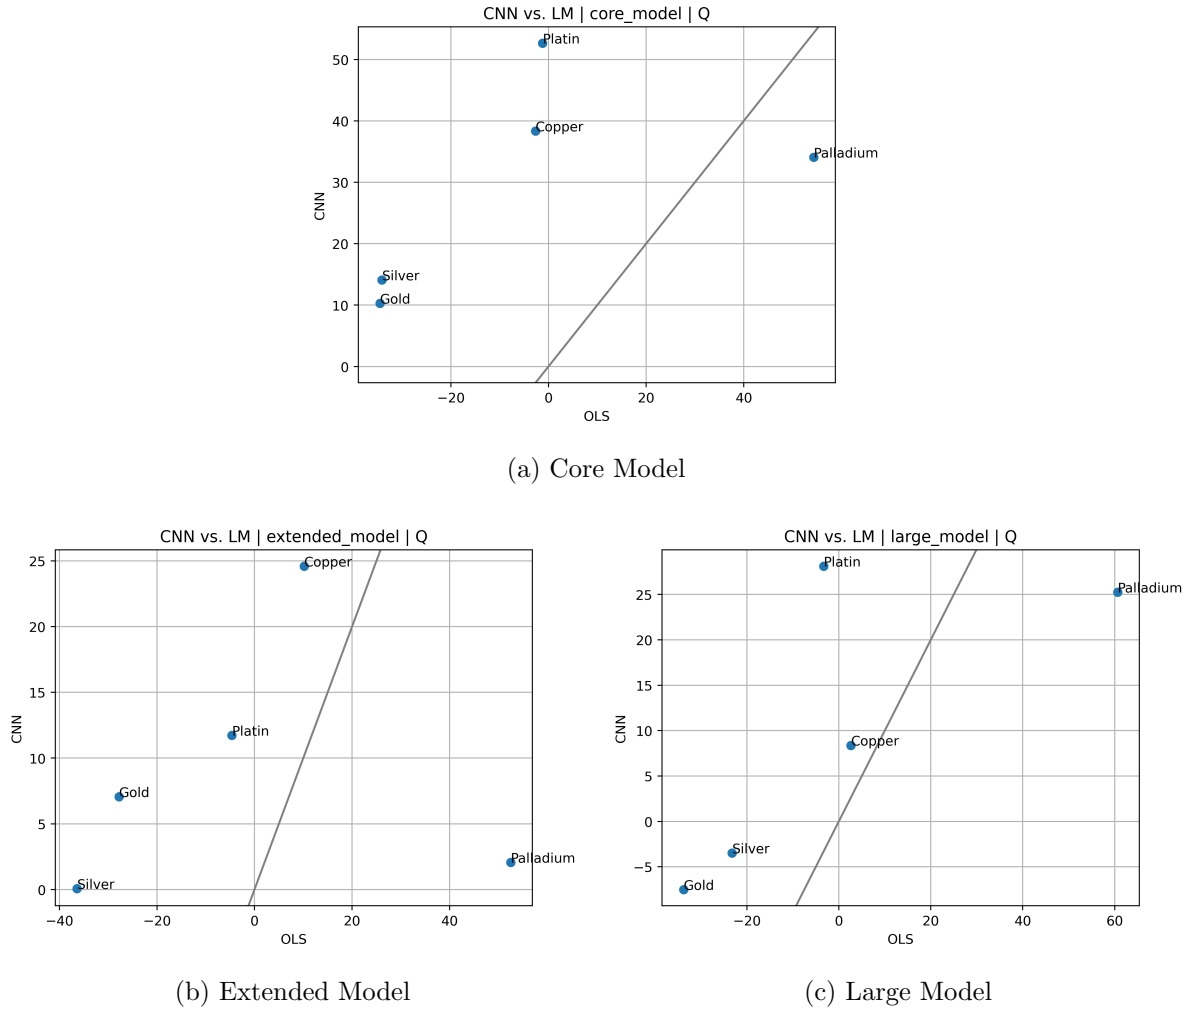 CNN vs. LM | core_model | Q
Platin
50
40
Copper
Palladium
30
CNN
20
Silver
10
Gold
0
−20 0 20 40
OLS
(a) Core Model
CNN vs. LM | extended_model | Q
25
Copper
20
15
CNN
Platin
10
Gold
5
Palladium
0
Silver
−40 −20 0 20 40
OLS
(b) Extended Model
CNN vs. LM | large_model | Q
Platin
Palladium
25
20
15
CNN
10
Copper
5
0
Silver
−5
Gold
−20 0 20 40 60
OLS
(c) Large Model